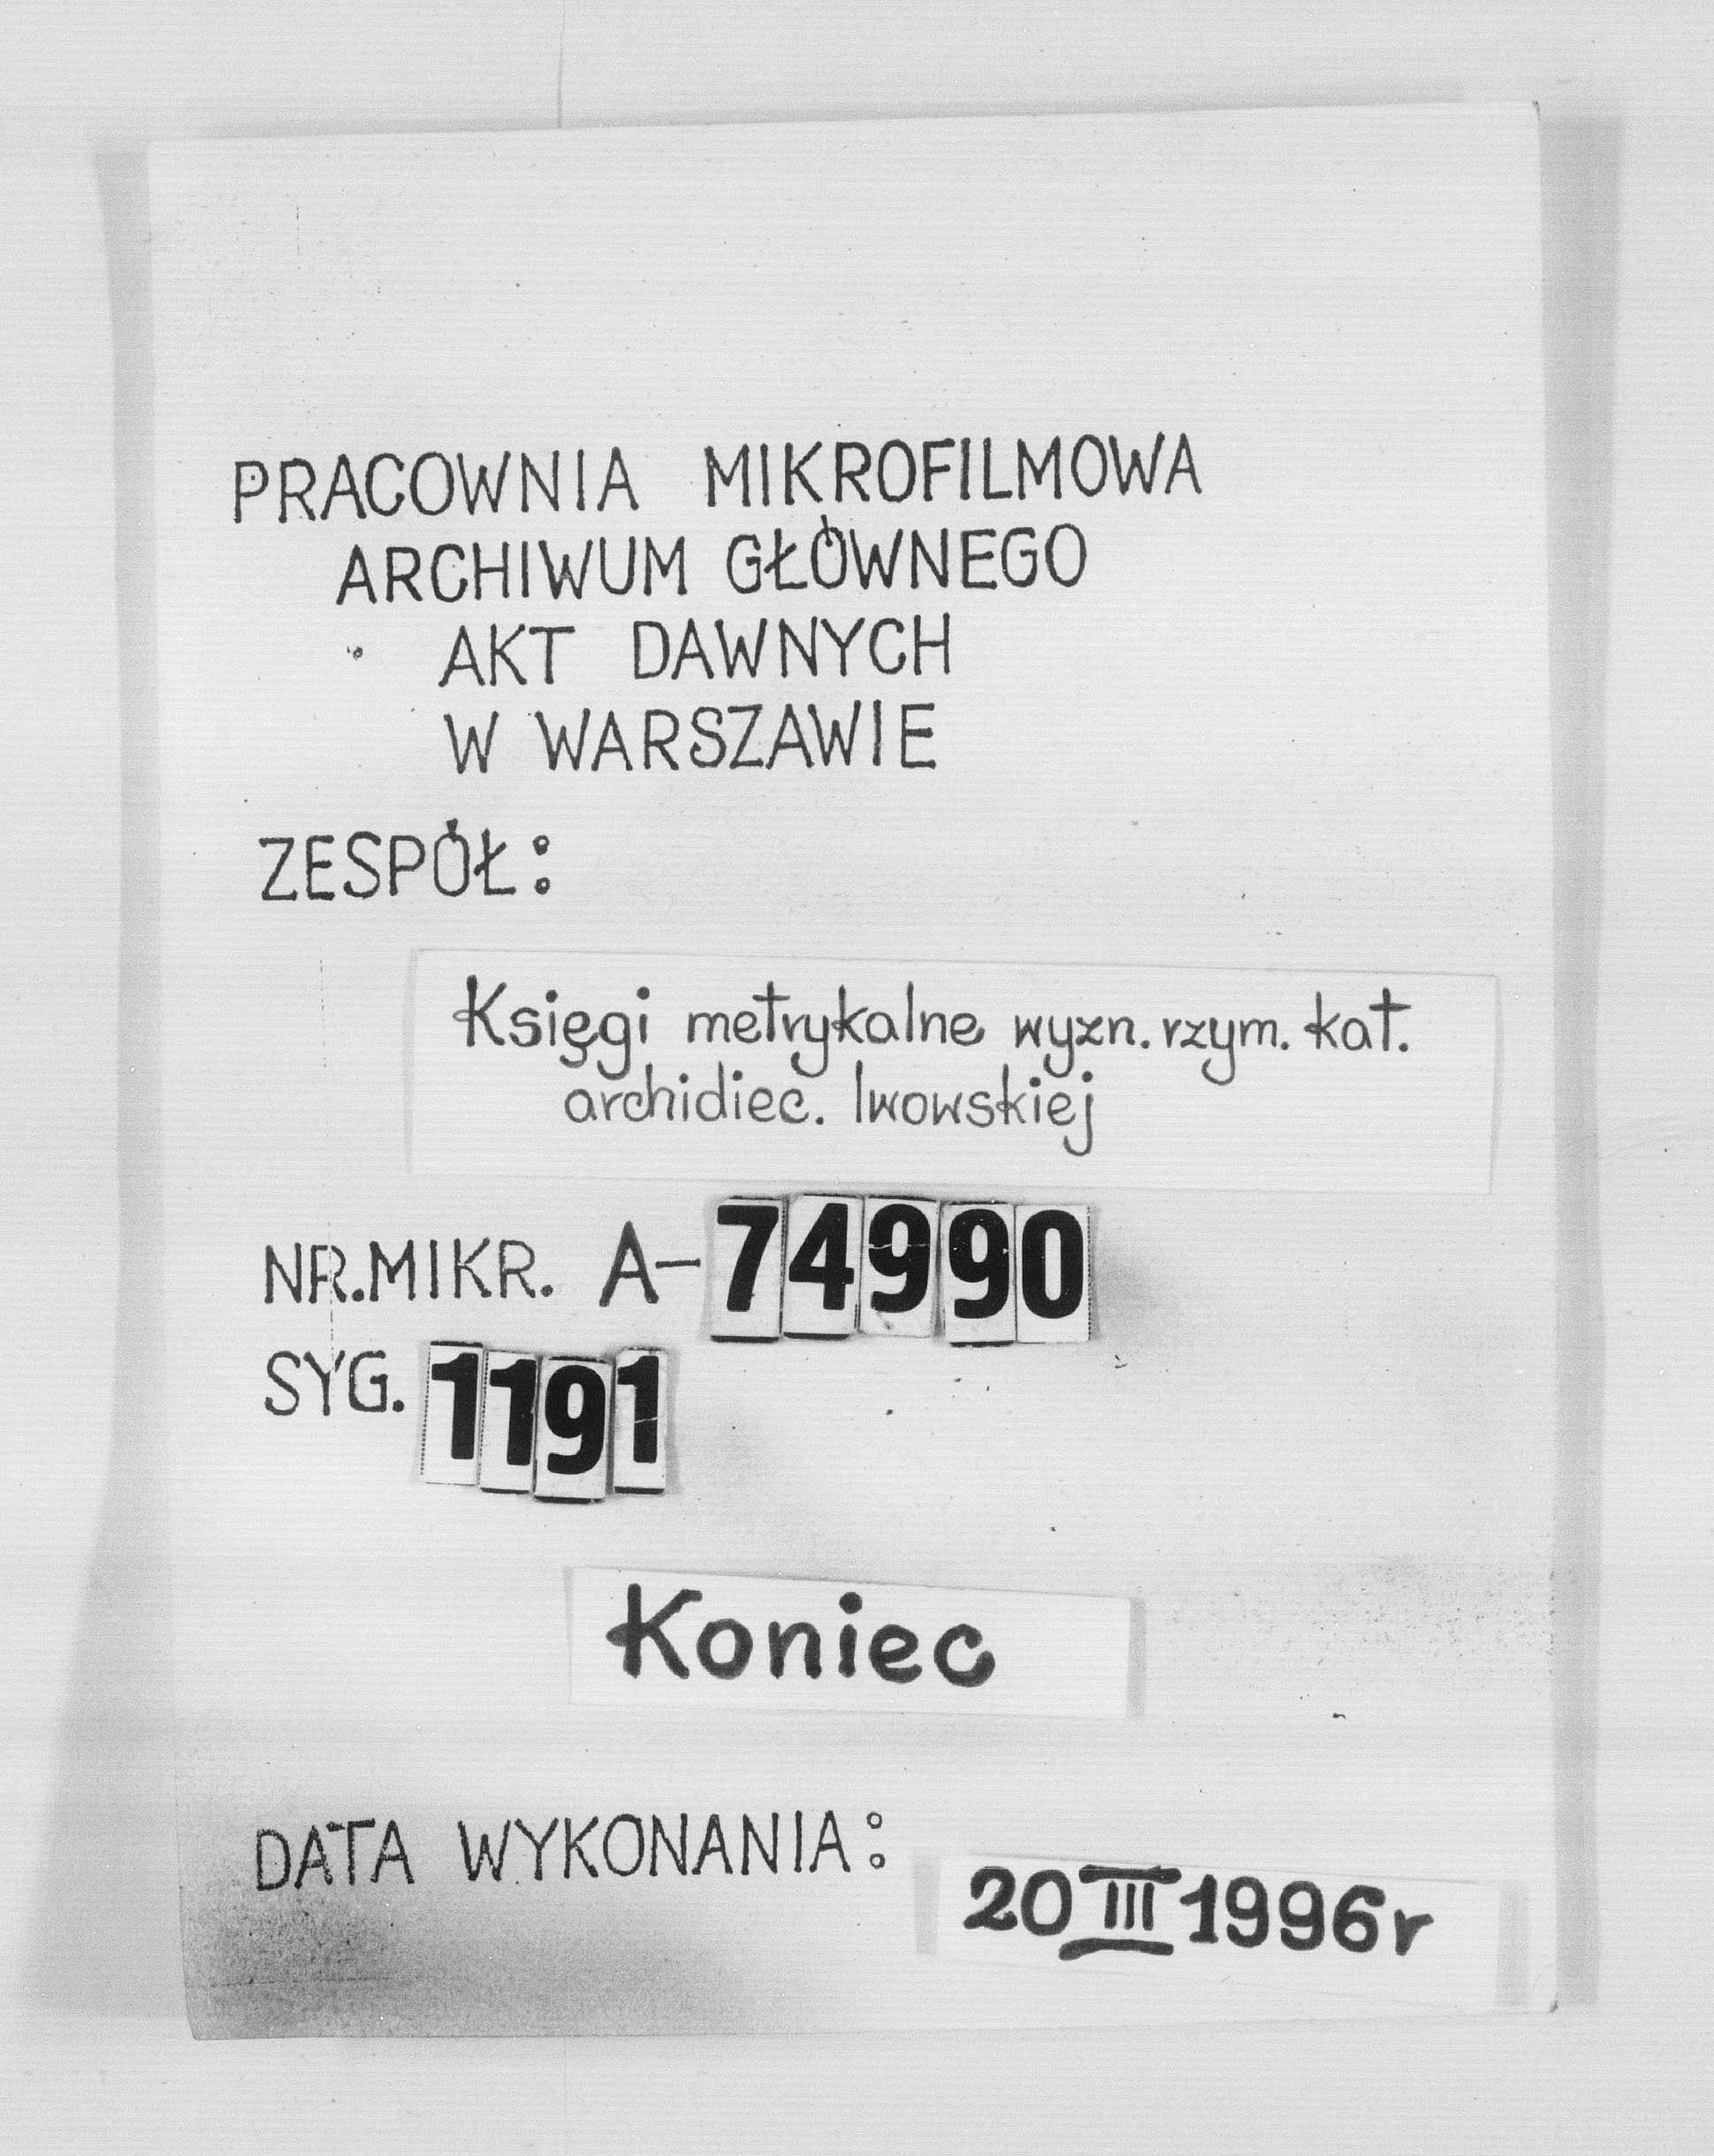 PRACOWNIA MIKROFILMOWA
ARCHIWUM GŁÓWNEGO
AKT DAWNYCH
W WARSZAWIE
ZESPÓŁ:
Księgi metrykalne wyzn. rzym. kat.
archidiec. lwowskiej
NR.MIKR. A-74990
SYG. 1191
Koniec
DATA WYKONANIA:
20 III 1996r